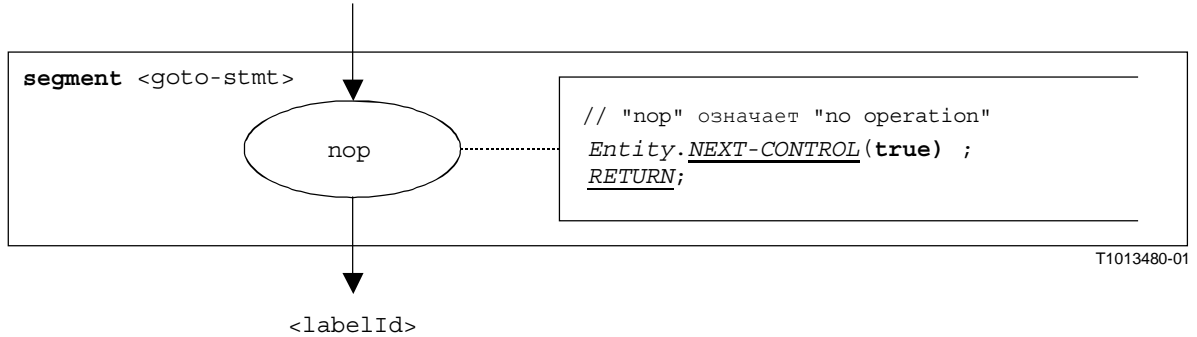 segment <goto-stmt>
nop
// "nop" означает "no operation"
Entity.NEXT-CONTROL(true) ;
RETURN;
T1013480-01
<labelId>